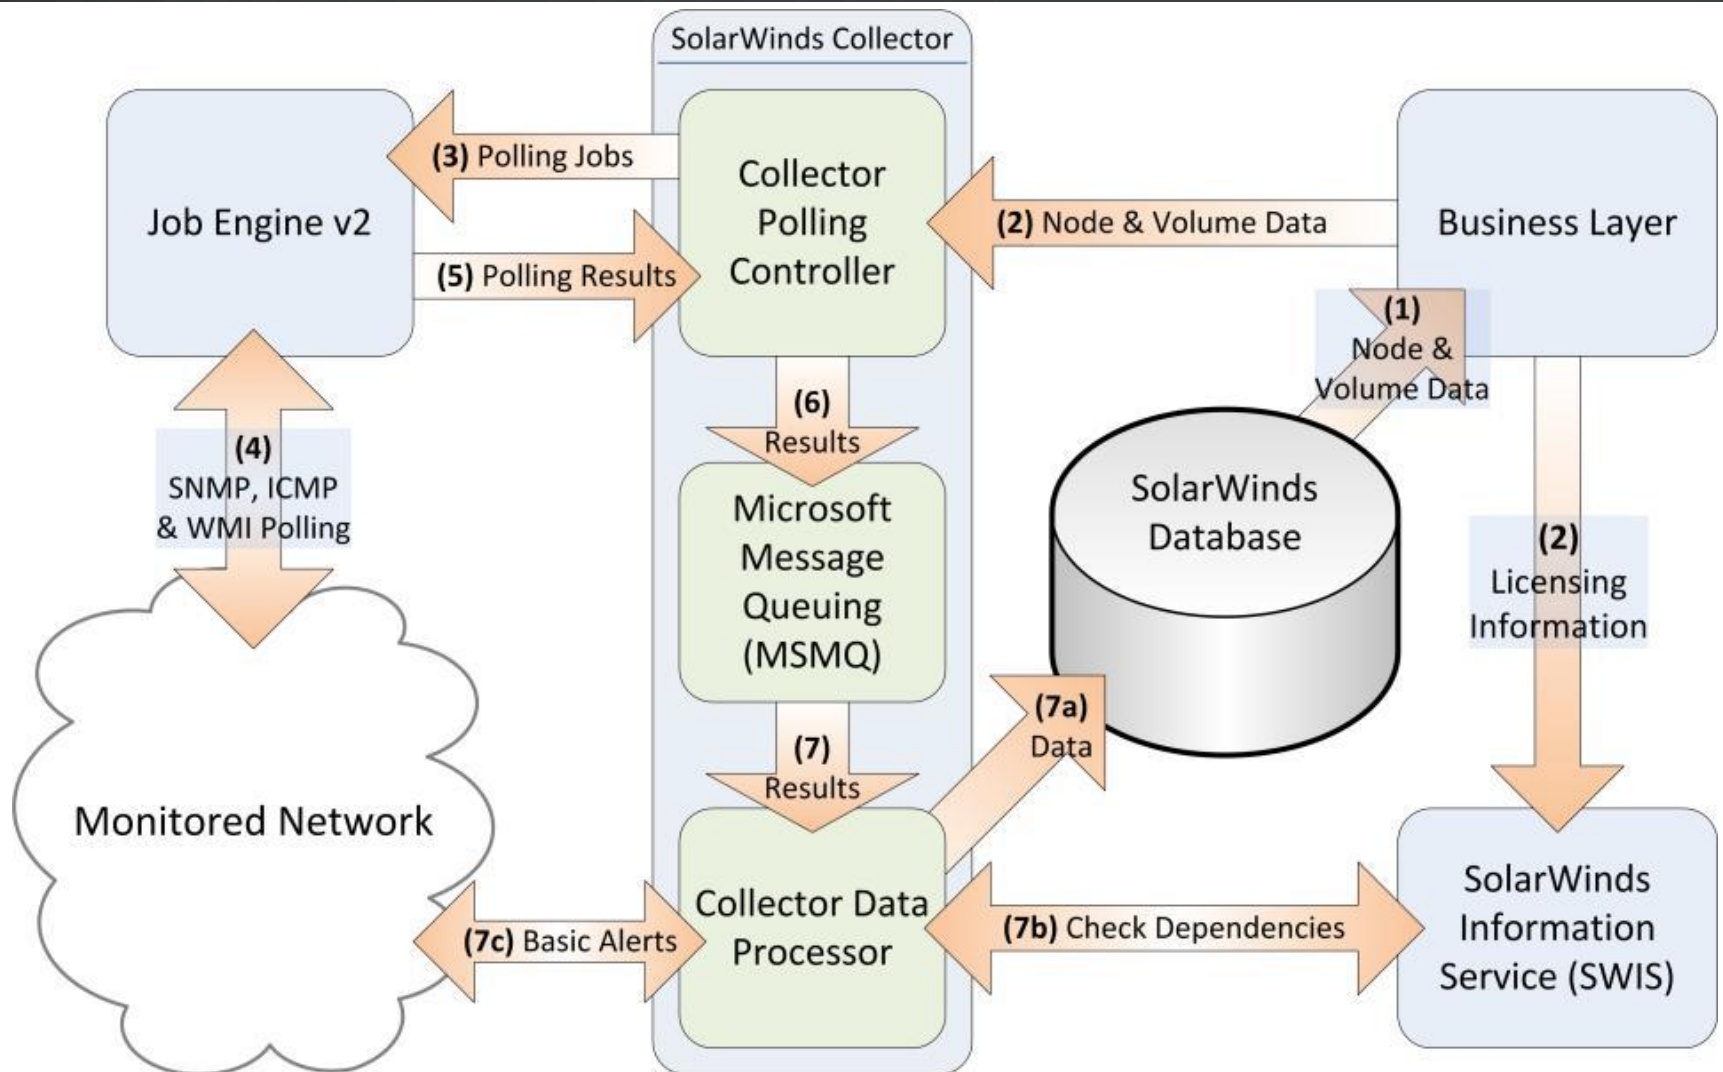 SolarWinds Collector
Job Engine v2
(3) Polling Jobs
(5) Polling Results
Collector
Polling
Controller
(2) Node & Volume Data
Business Layer
(1)
Node &
Volume Data
(4)
SNMP, ICMP
& WMI Polling
(6)
Results
Microsoft
Message
Queuing
(MSMQ)
SolarWinds
Database
(2)
Licensing
Information
(7)
Results
(7a)
Data
Monitored Network
(7c) Basic Alerts
Collector Data
Processor
(7b) Check Dependencies
SolarWinds
Information
Service (SWIS)